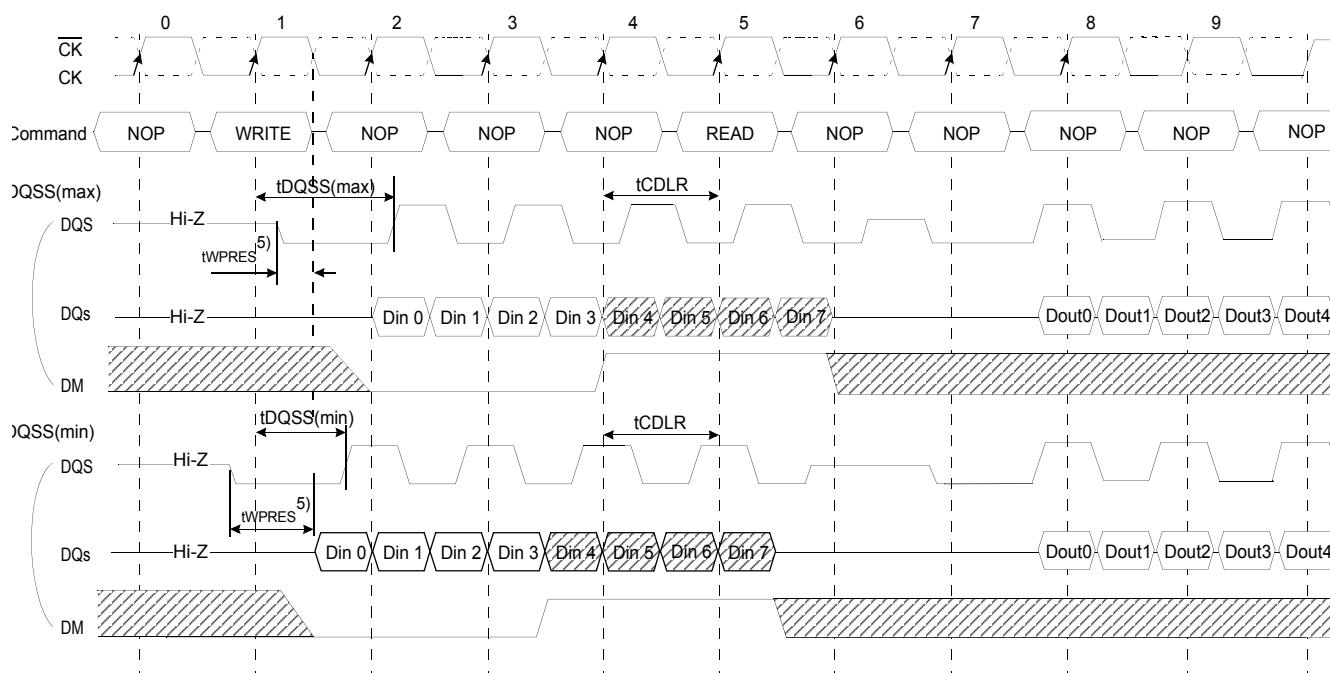 0 1 2 3 4 5 6 7 8 9
CK
CK
Command NOP WRITE NOP NOP NOP READ NOP NOP NOP NOP NOP
DQSS(max) tDQSS(max) tCDLR
DQS Hi-Z
tWPRES 5)
DQs Hi-Z Din 0 Din 1 Din 2 Din 3 Din 4 Din 5 Din 6 Din 7 Dout0 Dout1 Dout2 Dout3 Dout4
DM
DQSS(min) tDQSS(min) tCDLR
DQS Hi-Z
tWPRES 5)
DQs Hi-Z Din 0 Din 1 Din 2 Din 3 Din 4 Din 5 Din 6 Din 7 Dout0 Dout1 Dout2 Dout3 Dout4
DM